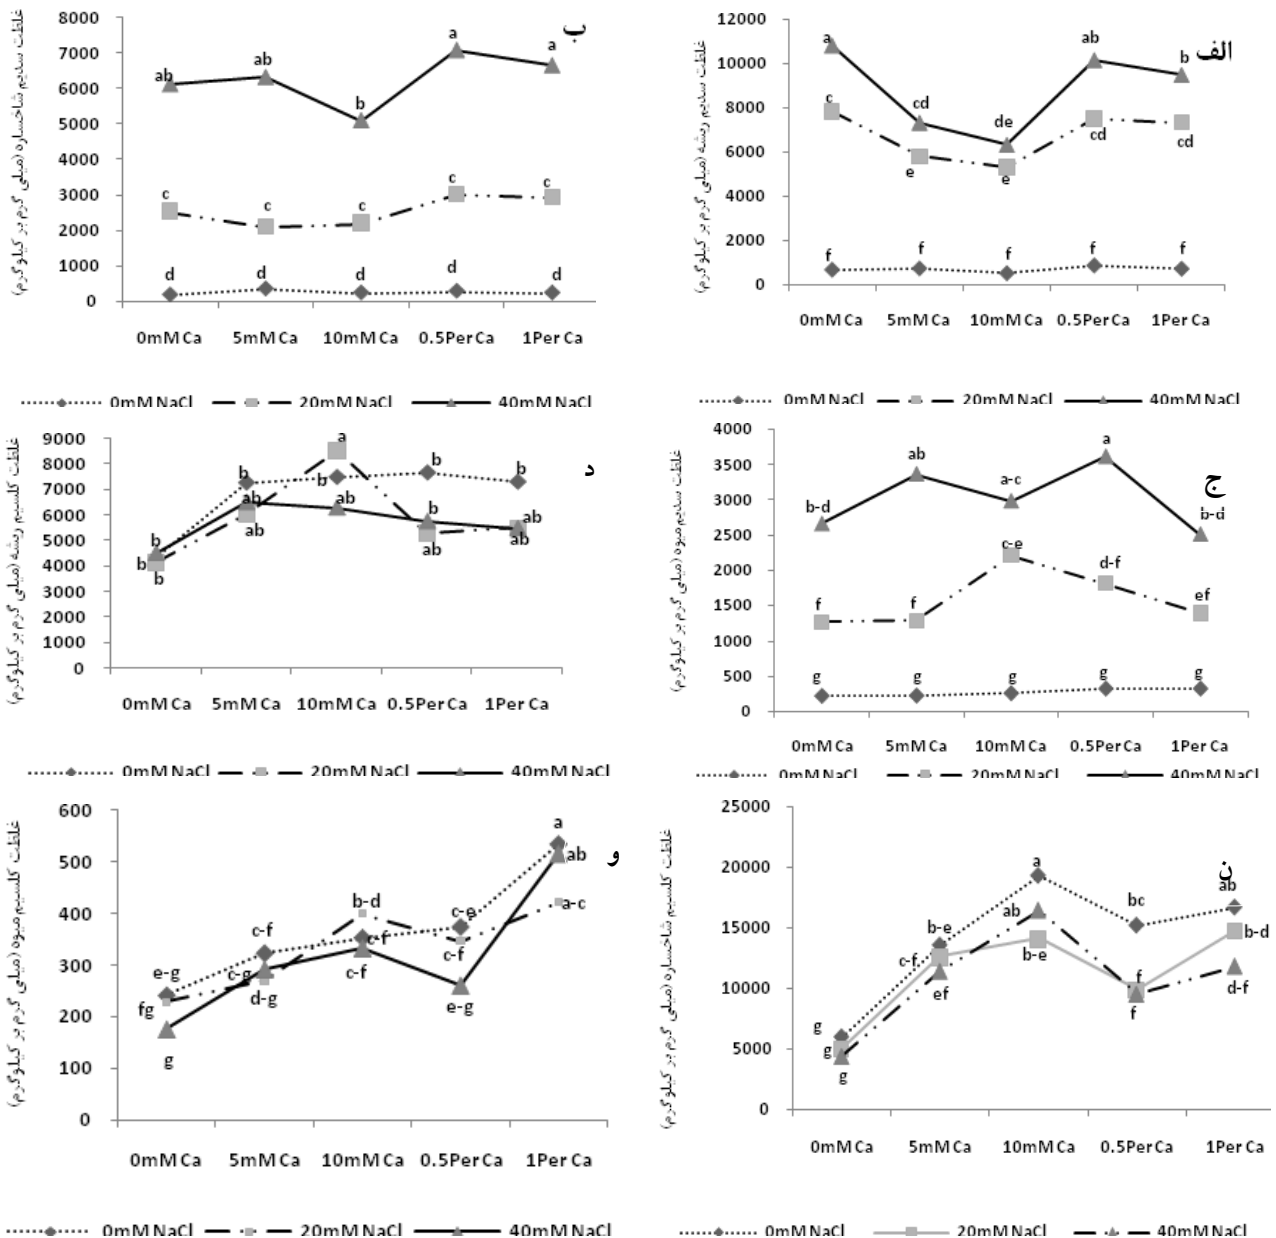 ب
غلظت سدیم شاخساره (میلی گرم بر کیلوگرم)
8000
7000
6000
5000
4000
3000
2000
1000
0
ab
ab
b
a
a
c
c
c
c
c
d
d
d
d
d
0mM Ca
5mM Ca
10mM Ca
0.5Per Ca
1Per Ca
0mM NaCl
20mM NaCl
40mM NaCl
الف
غلظت سدیم ریشه (میلی گرم بر کیلوگرم)
12000
10000
8000
6000
4000
2000
0
a
cd
de
ab
b
c
e
e
cd
cd
f
f
f
f
f
0mM Ca
5mM Ca
10mM Ca
0.5Per Ca
1Per Ca
0mM NaCl
20mM NaCl
40mM NaCl
د
غلظت کلسیم ریشه (میلی گرم بر کیلوگرم)
9000
8000
7000
6000
5000
4000
3000
2000
1000
0
b
b
b
b
ab
ab
a
b
ab
b
b
ab
b
ab
ab
0mM Ca
5mM Ca
10mM Ca
0.5Per Ca
1Per Ca
0mM NaCl
20mM NaCl
40mM NaCl
ج
غلظت سدیم میوه (میلی گرم بر کیلوگرم)
4000
3500
3000
2500
2000
1500
1000
500
0
b-d
ab
a-c
a
b-d
f
f
c-e
d-f
ef
g
g
g
g
g
0mM Ca
5mM Ca
10mM Ca
0.5Per Ca
1Per Ca
0mM NaCl
20mM NaCl
40mM NaCl
و
غلظت کلسیم میوه (میلی گرم بر کیلوگرم)
600
500
400
300
200
100
0
e-g
fg
g
c-f
c-g
d-g
b-d
c-f
c-f
c-e
c-f
e-g
a
ab
a-c
0mM Ca
5mM Ca
10mM Ca
0.5Per Ca
1Per Ca
0mM NaCl
20mM NaCl
40mM NaCl
ن
غلظت کلسیم شاخساره (میلی گرم بر کیلوگرم)
25000
20000
15000
10000
5000
0
g
g
g
b-e
c-f
ef
a
ab
b-e
bc
f
f
ab
b-d
d-f
0mM Ca
5mM Ca
10mM Ca
0.5Per Ca
1Per Ca
0mM NaCl
20mM NaCl
40mM NaCl